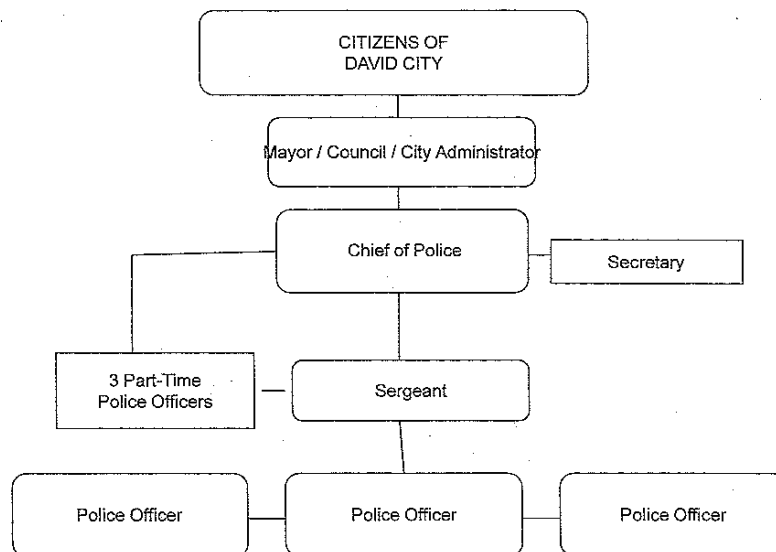 CITIZENS OF
DAVID CITY
Mayor / Council / City Administrator
Chief of Police
Secretary
3 Part-Time
Police Officers
Sergeant
Police Officer
Police Officer
Police Officer